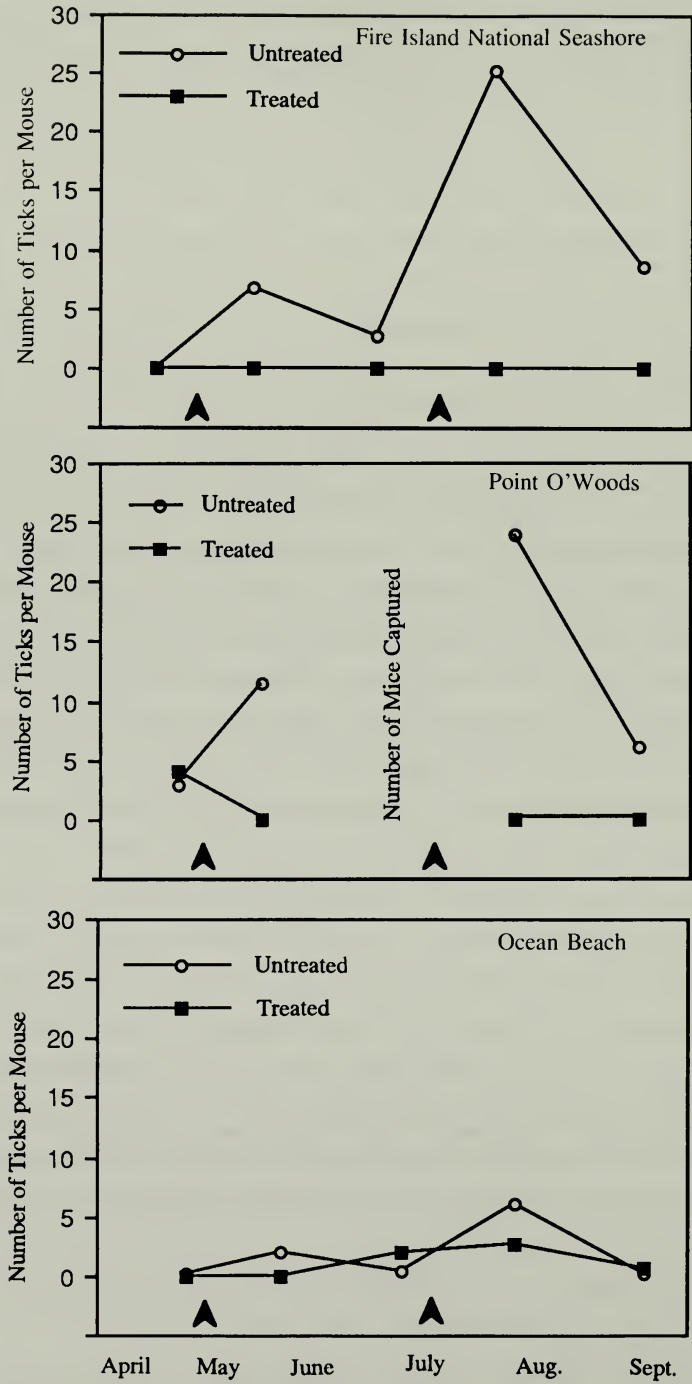 Fire Island National Seashore
Untreated
Treated
Number of Ticks per Mouse
30
25
20
15
10
5
0
Point O'Woods
Untreated
Treated
Number of Ticks per Mouse
30
25
20
15
10
5
0
Number of Mice Captured
Ocean Beach
Untreated
Treated
Number of Ticks per Mouse
30
25
20
15
10
5
0
April May June July Aug. Sept.